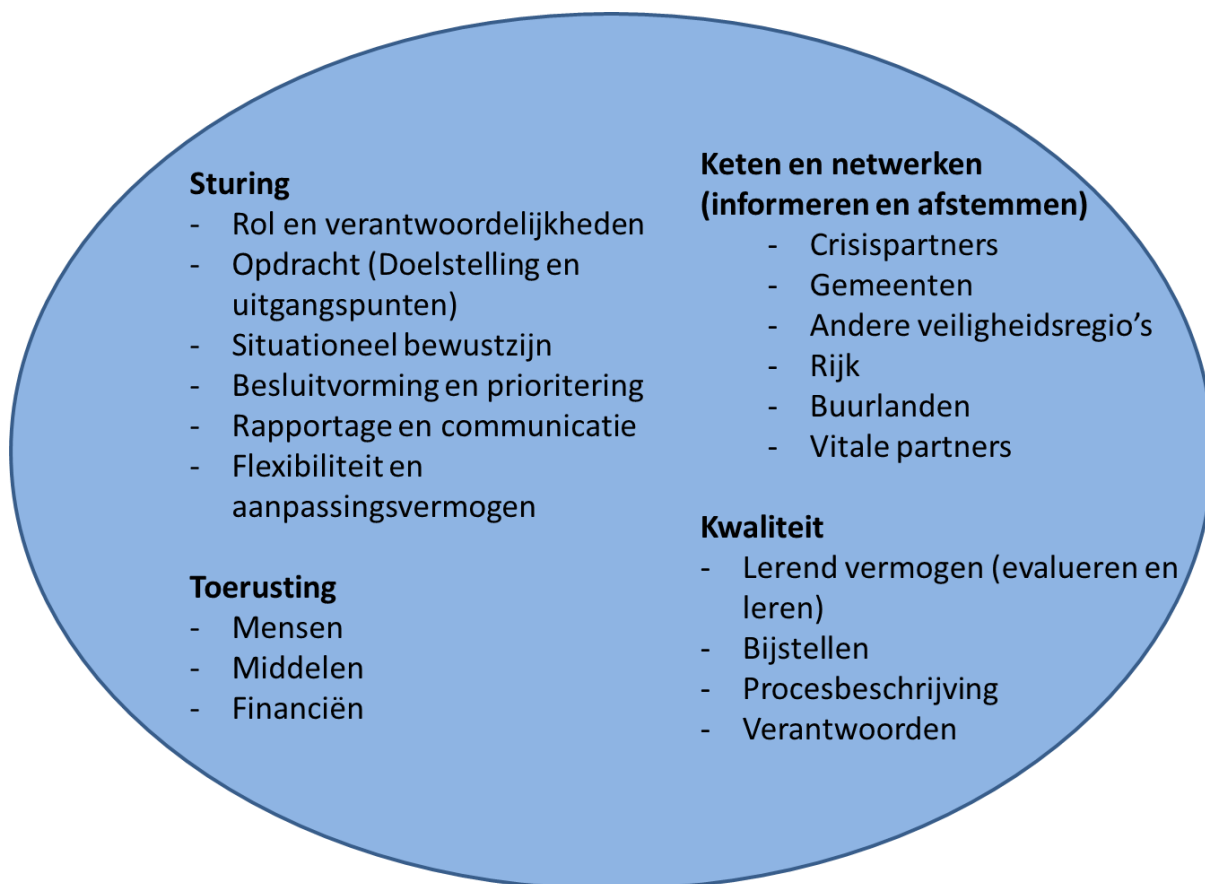 Sturing
- Rol en verantwoordelijkheden
- Opdracht (Doelstelling en
uitgangspunten)
- Situationeel bewustzijn
- Besluitvorming en prioritering
- Rapportage en communicatie
- Flexibiliteit en
aanpassingsvermogen
Toerusting
- Mensen
- Middelen
- Financiën
Keten en netwerken
(informeren en afstemmen)
- Crisispartners
- Gemeenten
- Andere veiligheidsregio’s
- Rijk
- Buurlanden
- Vitale partners
Kwaliteit
- Lerend vermogen (evalueren en
leren)
- Bijstellen
- Procesbeschrijving
- Verantwoorden